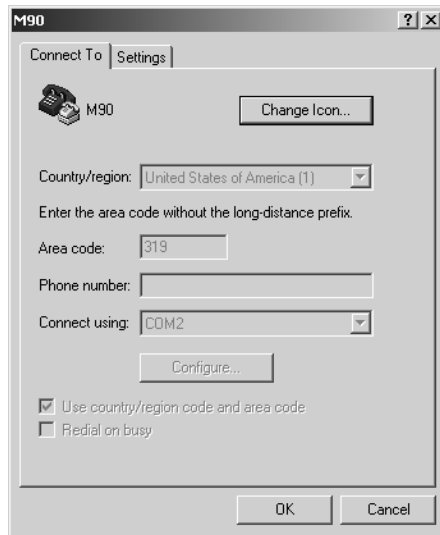 M90
Connect To Settings
M90 Change Icon...
Country/region: United States of America (1)
Enter the area code without the long-distance prefix.
Area code: 319
Phone number:
Connect using: COM2
Configure...
Use country/region code and area code
Redial on busy
OK Cancel